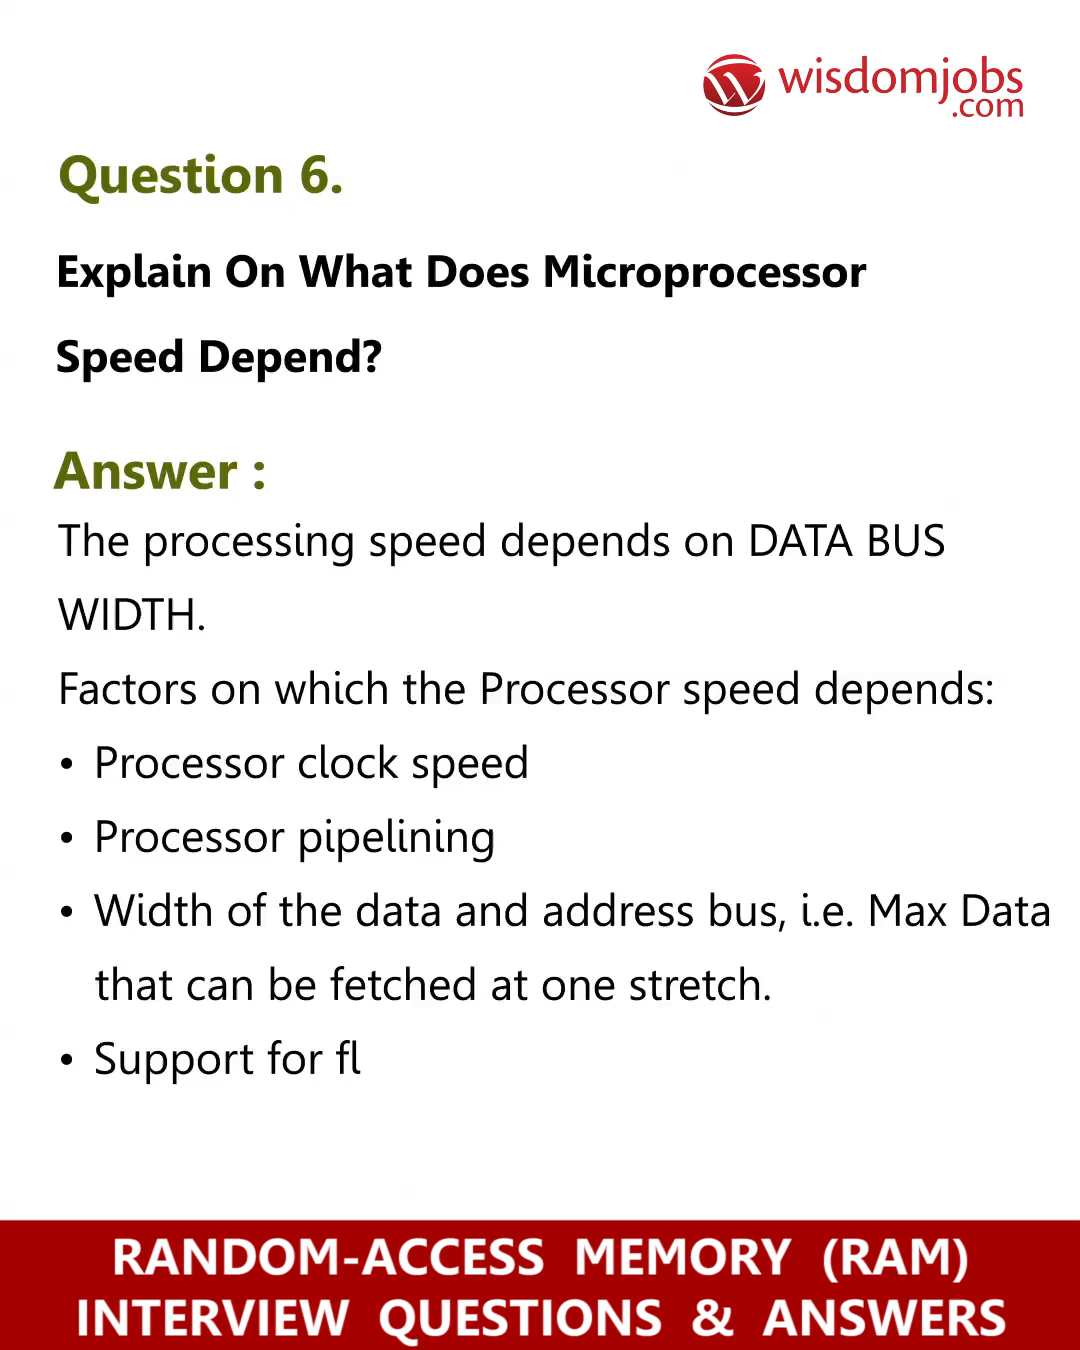 wisdomjobs
.com
Question 6.
Explain On What Does Microprocessor
Speed Depend?
Answer :
The processing speed depends on DATA BUS
WIDTH.
Factors on which the Processor speed depends:
• Processor clock speed
• Processor pipelining
• Width of the data and address bus, i.e. Max Data
that can be fetched at one stretch.
• Support for fl
RANDOM-ACCESS MEMORY (RAM)
INTERVIEW QUESTIONS & ANSWERS